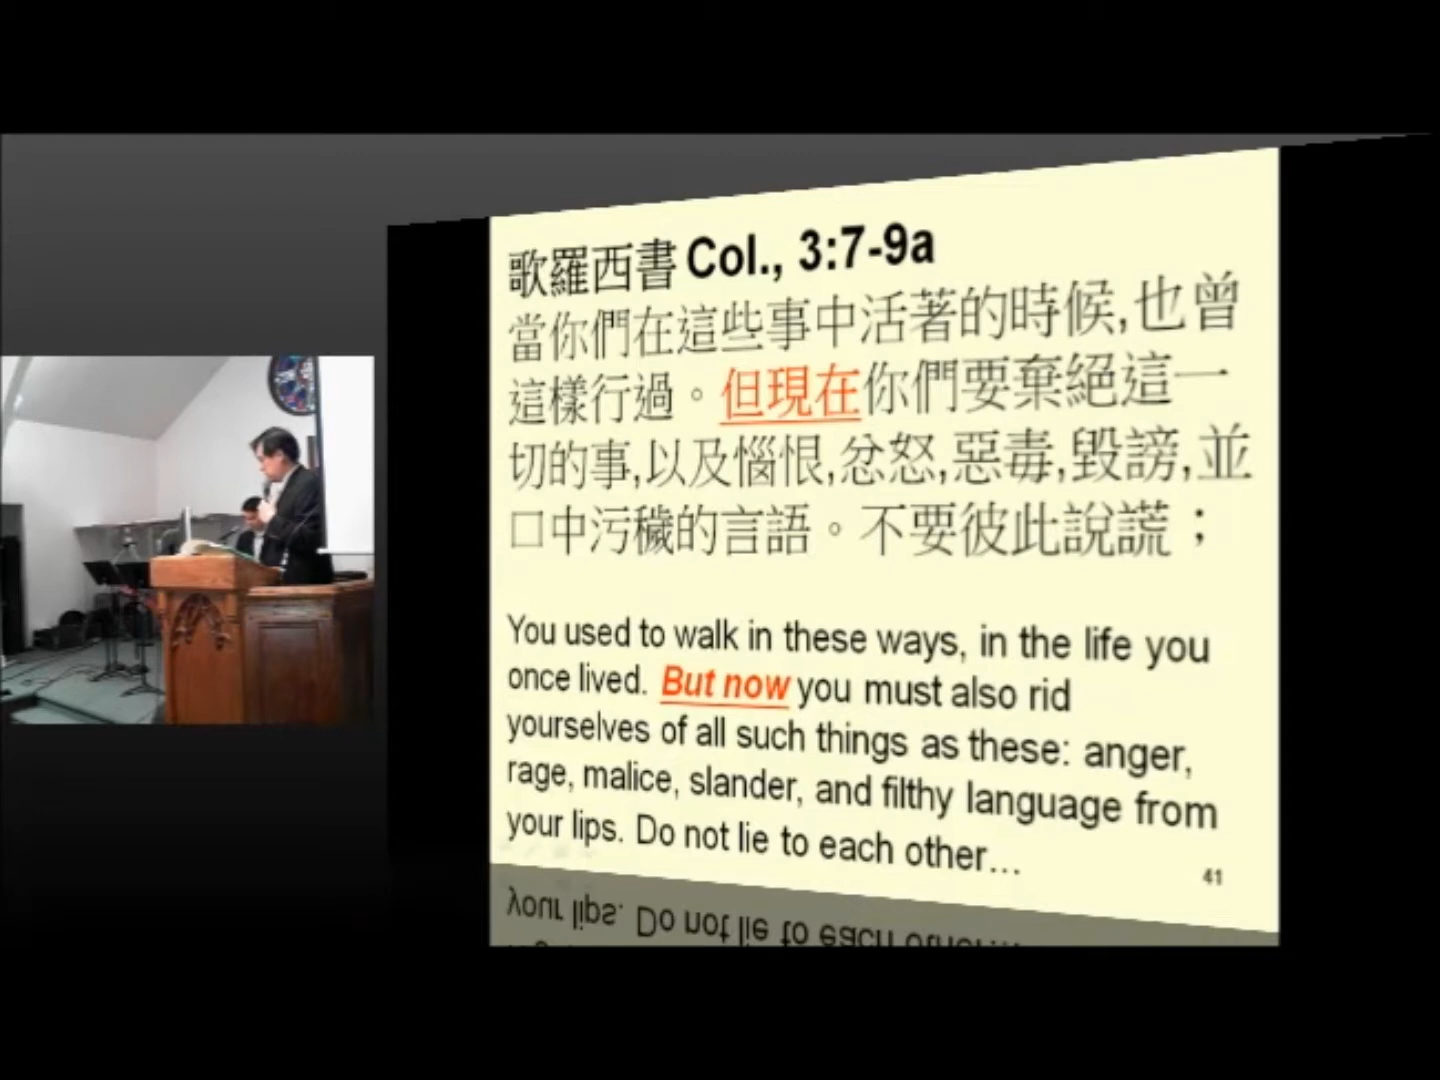 歌羅西書 Col., 3:7-9a
當你們在這些事中活著的時候,也曾
這樣行過。但現在你們要棄絕這一
切的事,以及惱恨,忿怒,惡毒,毀謗,並
口中污穢的言語。不要彼此說謊；
You used to walk in these ways, in the life you
once lived. But now you must also rid
yourselves of all such things as these: anger,
rage, malice, slander, and filthy language from
your lips. Do not lie to each other…
41